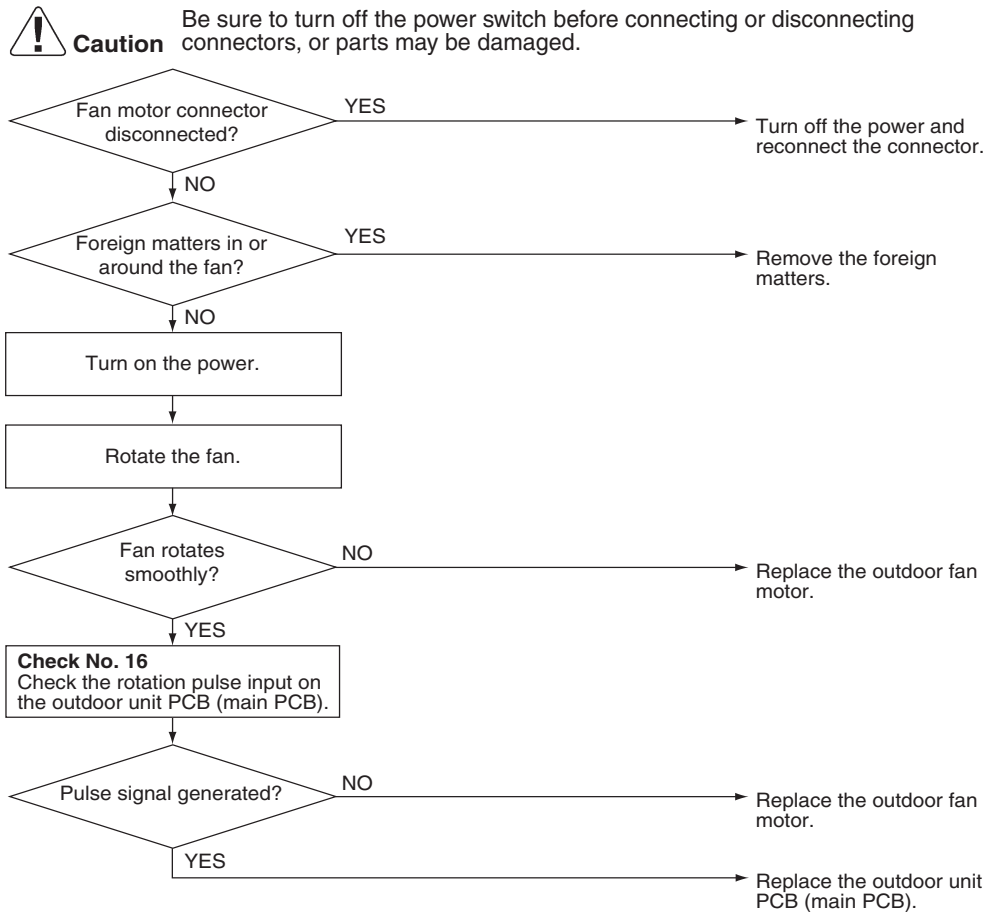 Be sure to turn off the power switch before connecting or disconnecting
Caution connectors, or parts may be damaged.
Fan motor connector
disconnected?
YES
Turn off the power and
reconnect the connector.
NO
Foreign matters in or
around the fan?
YES
Remove the foreign
matters.
NO
Turn on the power.
Rotate the fan.
Fan rotates
smoothly?
NO
Replace the outdoor fan
motor.
YES
Check No. 16
Check the rotation pulse input on
the outdoor unit PCB (main PCB).
Pulse signal generated?
NO
Replace the outdoor fan
motor.
YES
Replace the outdoor unit
PCB (main PCB).